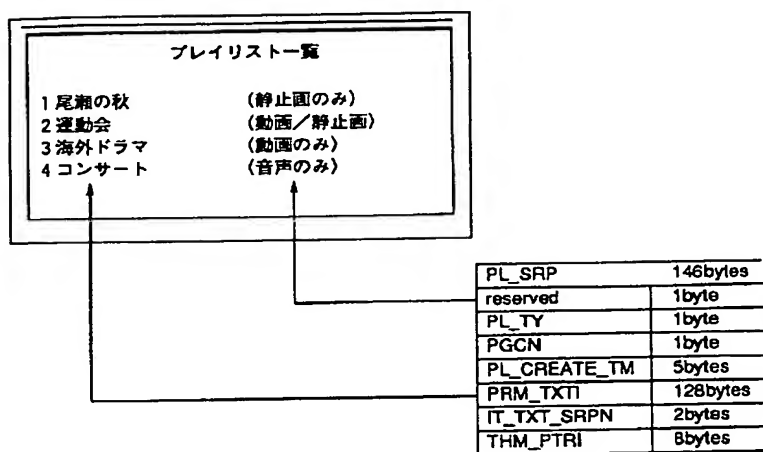 プレイリスト一覧
1 尾瀬の秋 (静止画のみ)
2 運動会 (動画/静止画)
3 海外ドラマ (動画のみ)
4 コンサート (音声のみ)
PL_SRP 146bytes
reserved 1byte
PL_TY 1byte
PGCN 1byte
PL_CREATE_TM 5bytes
PRM_TXTI 128bytes
IT_TXT_SRPN 2bytes
THM_PTRI 8bytes